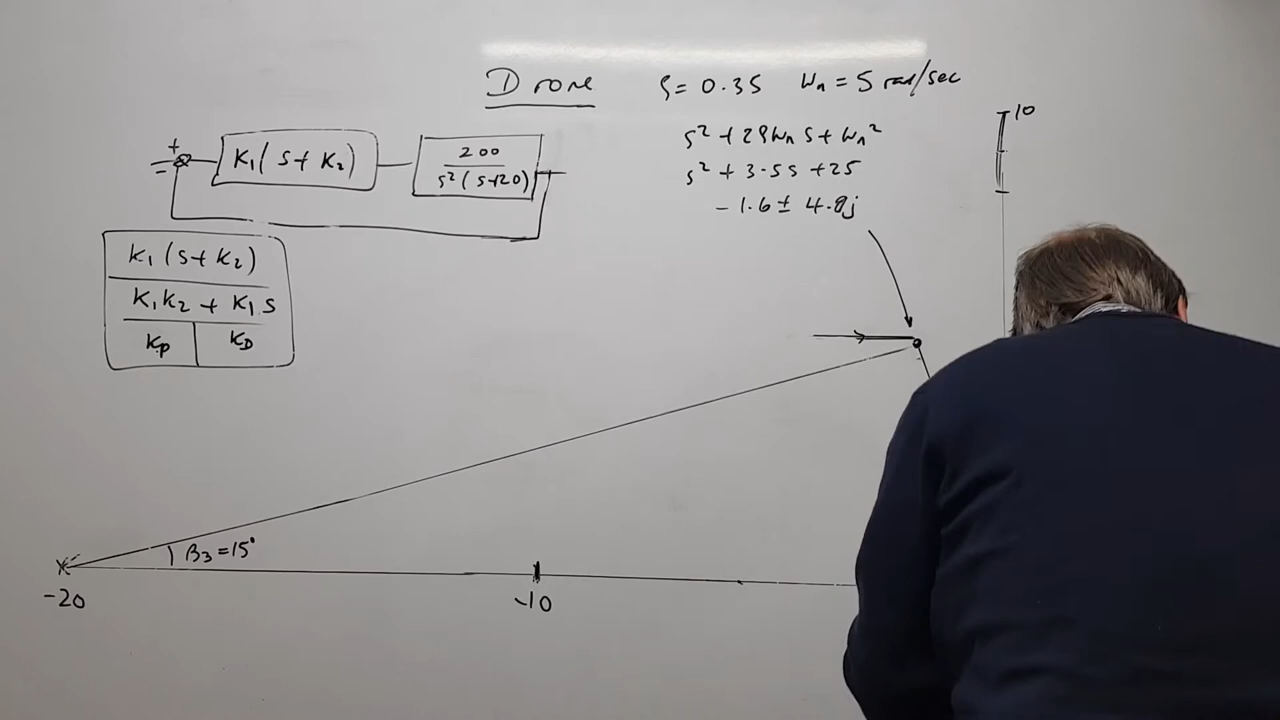 Drone
ζ = 0.35 ωn = 5 rad/sec
s² + 2ζωn s + ωn²
s² + 3.5s + 25
- 1.6 ± 4.8j
10
+
-
K₁(s+K₂)
200
s²(s+20)
K₁(s+K₂)
K₁K₂ + K₁s
Kp KD
β₃=15°
-20
-10